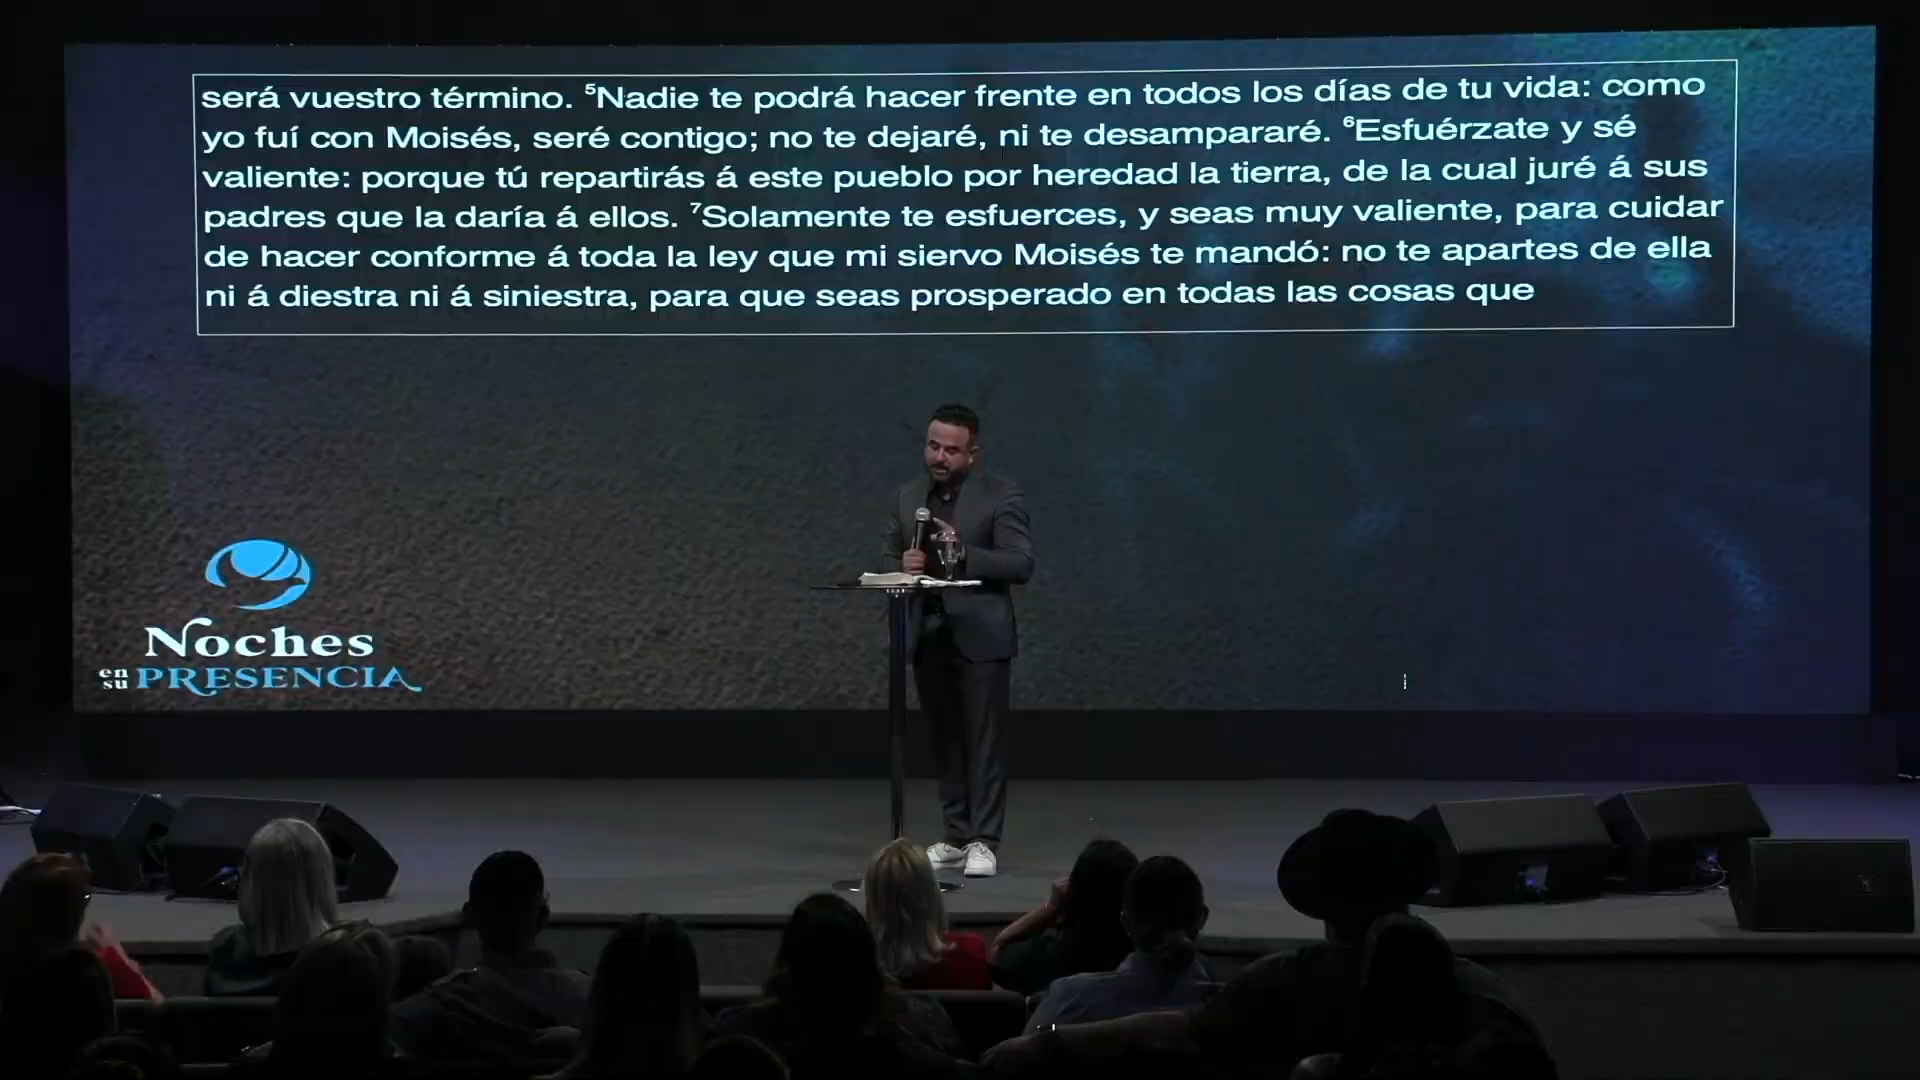 será vuestro término. ⁵Nadie te podrá hacer frente en todos los días de tu vida: como
yo fuí con Moisés, seré contigo; no te dejaré, ni te desampararé. ⁶Esfuérzate y sé
valiente: porque tú repartirás á este pueblo por heredad la tierra, de la cual juré á sus
padres que la daría á ellos. ⁷Solamente te esfuerces, y seas muy valiente, para cuidar
de hacer conforme á toda la ley que mi siervo Moisés te mandó: no te apartes de ella
ni á diestra ni á siniestra, para que seas prosperado en todas las cosas que
Noches
en su PRESENCIA